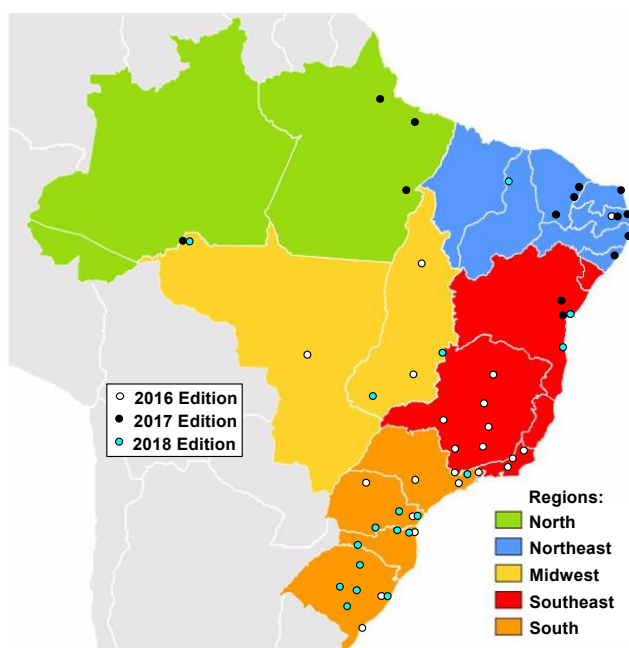 2016 Edition
2017 Edition
2018 Edition
Regions:
North
Northeast
Midwest
Southeast
South